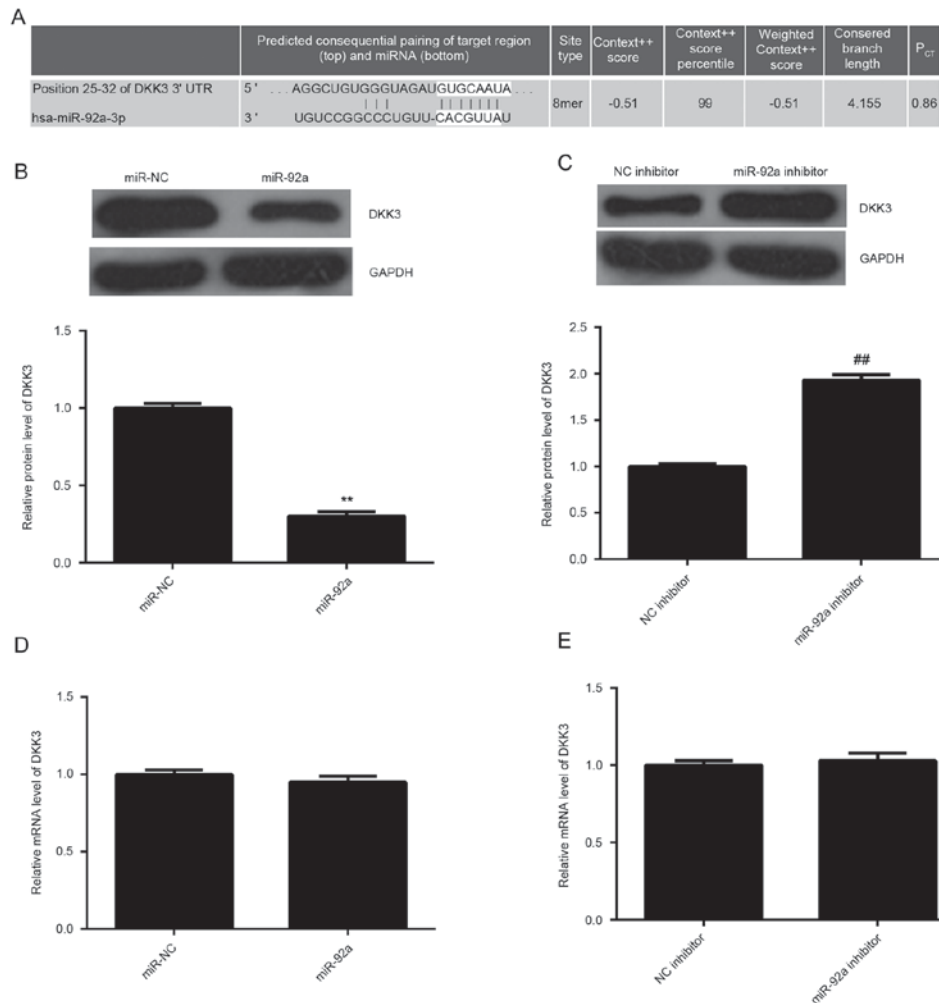 A
Predicted consequential pairing of target region
(top) and miRNA (bottom)
Site
type
Context++
score
Context++
score
percentile
Weighted
Context++
score
Consered
branch
length
PCT
Position 25-32 of DKK3 3' UTR
5 ' ...AGGCUGUGGGUAGAUGUGCAAUA...
hsa-miR-92a-3p
3 ' UGUCCGGCCCUGUU-CACGUUAU
8mer
-0.51
99
-0.51
4.155
0.86
B
miR-NC miR-92a
DKK3
GAPDH
Relative protein level of DKK3
1.5
1.0
0.5
0.0
**
miR-NC
miR-92a
C
NC inhibitor miR-92a inhibitor
DKK3
GAPDH
Relative protein level of DKK3
2.5
2.0
1.5
1.0
0.5
0.0
##
NC inhibitor
miR-92a inhibitor
D
Relative mRNA level of DKK3
1.5
1.0
0.5
0.0
miR-NC
miR-92a
E
Relative mRNA level of DKK3
1.5
1.0
0.5
0.0
NC inhibitor
miR-92a inhibitor